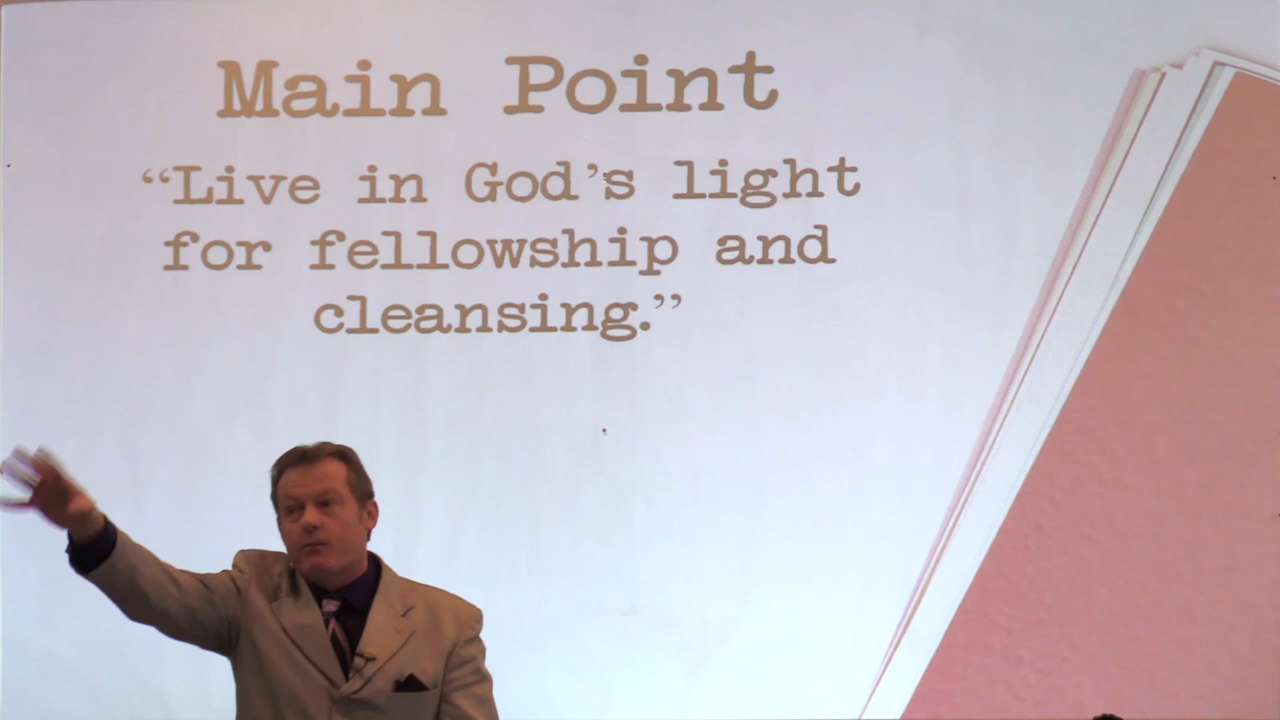 Main Point
“Live in God’s light
for fellowship and
cleansing.”